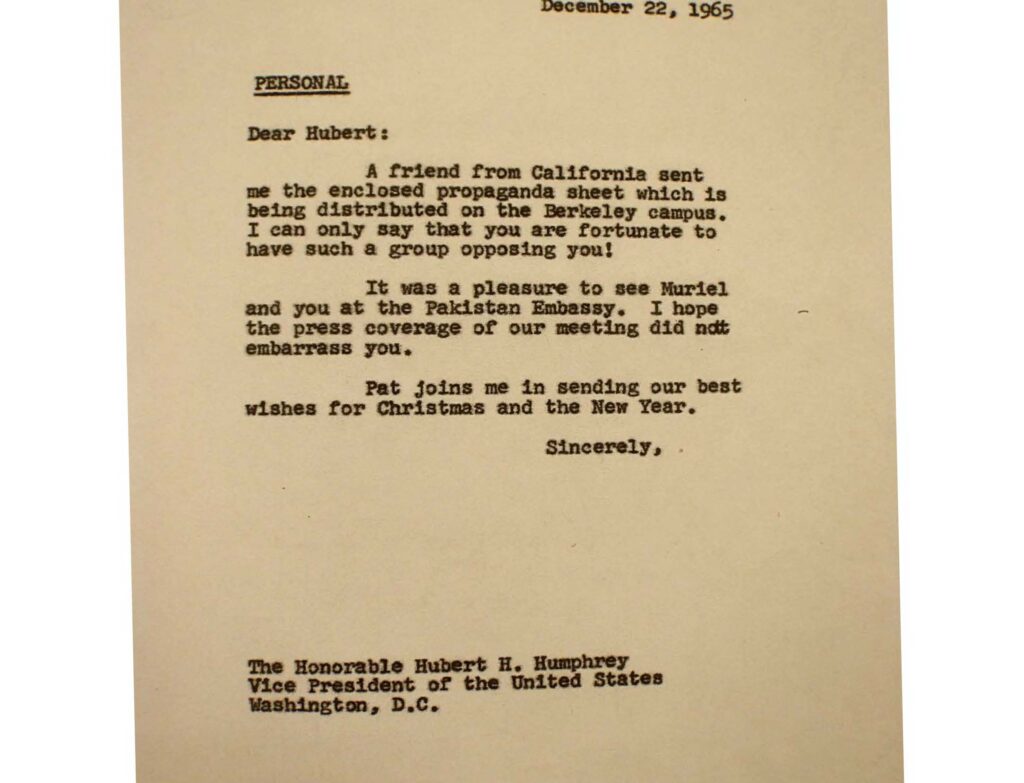 December 22, 1965
PERSONAL
Dear Hubert:
A friend from California sent
me the enclosed propaganda sheet which is
being distributed on the Berkeley campus.
I can only say that you are fortunate to
have such a group opposing you!
It was a pleasure to see Muriel
and you at the Pakistan Embassy. I hope
the press coverage of our meeting did not
embarrass you.
Pat joins me in sending our best
wishes for Christmas and the New Year.
Sincerely,
The Honorable Hubert H. Humphrey
Vice President of the United States
Washington, D.C.